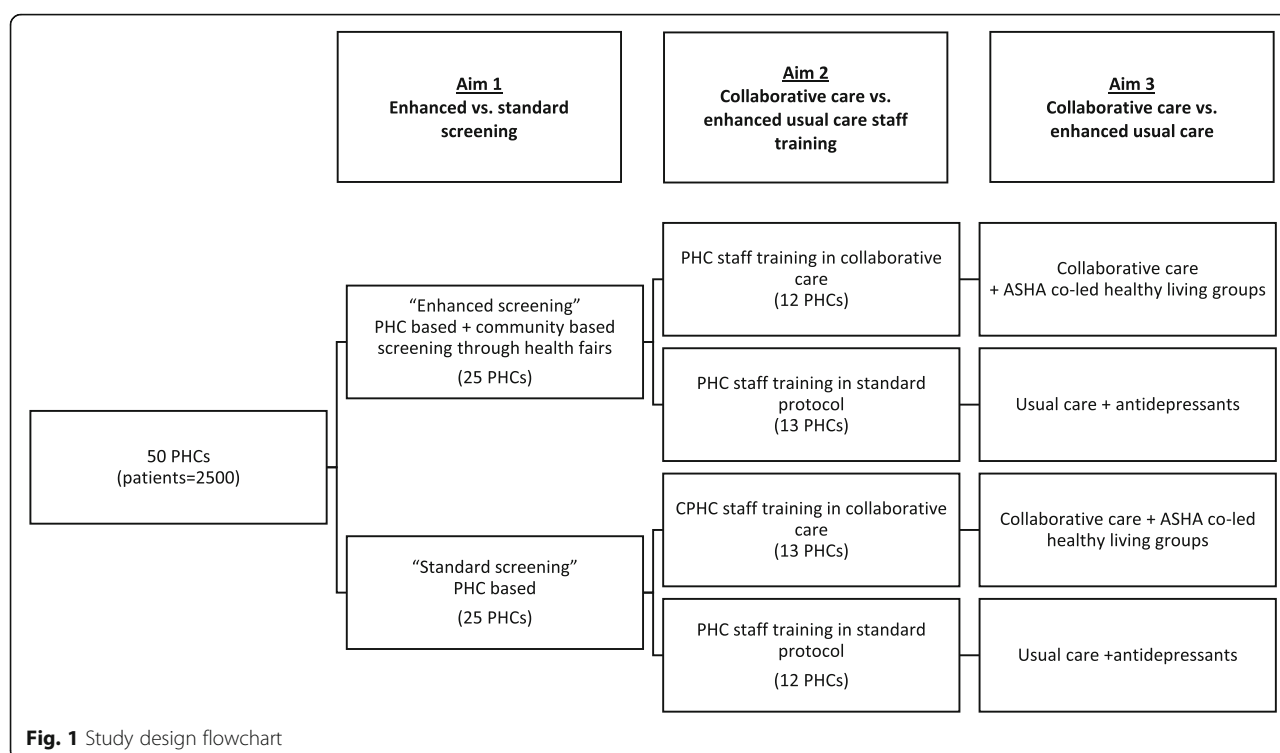 Aim 1
Enhanced vs. standard
screening
Aim 2
Collaborative care vs.
enhanced usual care staff
training
Aim 3
Collaborative care vs.
enhanced usual care
50 PHCs
(patients=2500)
“Enhanced screening”
PHC based + community based
screening through health fairs
(25 PHCs)
“Standard screening”
PHC based
(25 PHCs)
PHC staff training in collaborative
care
(12 PHCs)
PHC staff training in standard
protocol
(13 PHCs)
CPHC staff training in collaborative
care
(13 PHCs)
PHC staff training in standard
protocol
(12 PHCs)
Collaborative care
+ ASHA co-led healthy living groups
Usual care + antidepressants
Collaborative care + ASHA co-led
healthy living groups
Usual care +antidepressants
Fig. 1 Study design flowchart